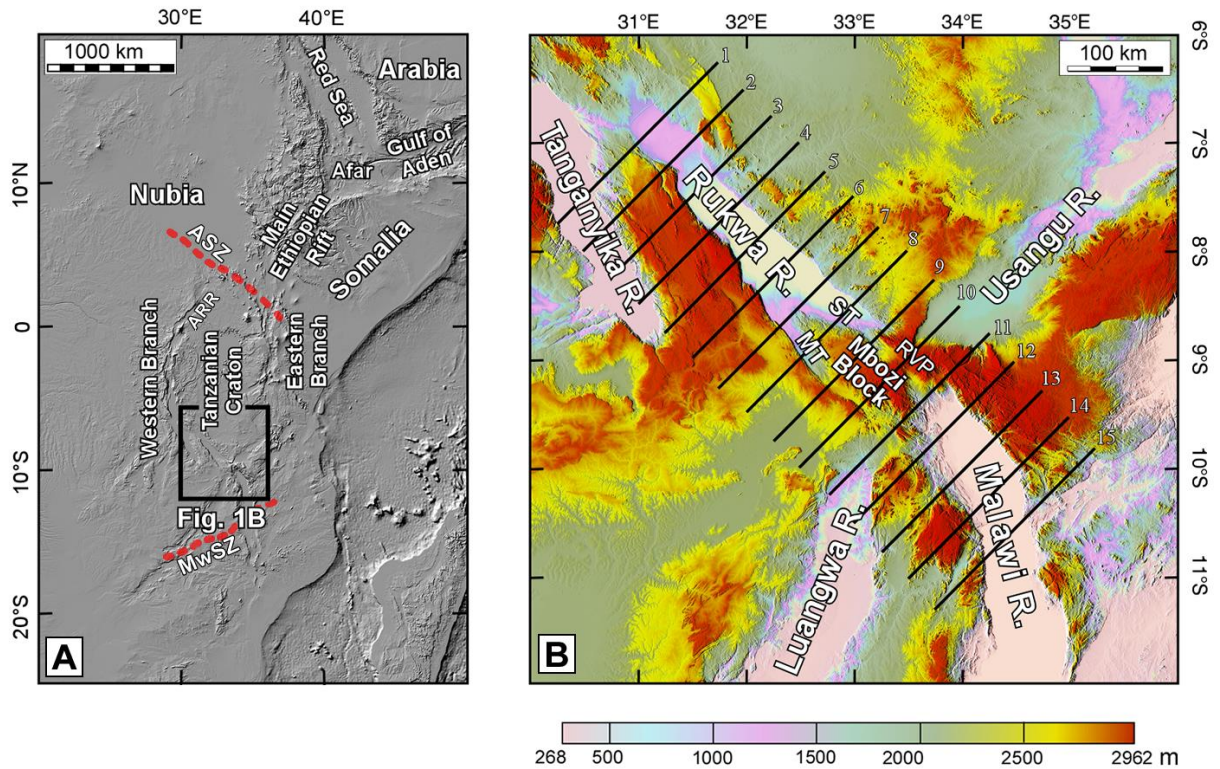 30°E
40°E
1000 km
Red Sea
Arabia
Gulf of
Aden
Afar
10°N
Nubia
Main
Ethiopian
Rift
ASZ
Somalia
ARR
0
Western Branch
Tanzanian
Craton
Eastern
Branch
10°S
Fig. 1B
MwSZ
20°S
A
31°E
32°E
33°E
34°E
35°E
6°S
100 km
1
2
3
4
5
6
7
8
9
10
11
12
13
14
15
7°S
Tanganyika R.
Rukwa R.
Usangu R.
8°S
ST
MT
Mbozi
Block
RVP
9°S
10°S
Luangwa R.
Malawi R.
11°S
B
268
500
1000
1500
2000
2500
2962 m